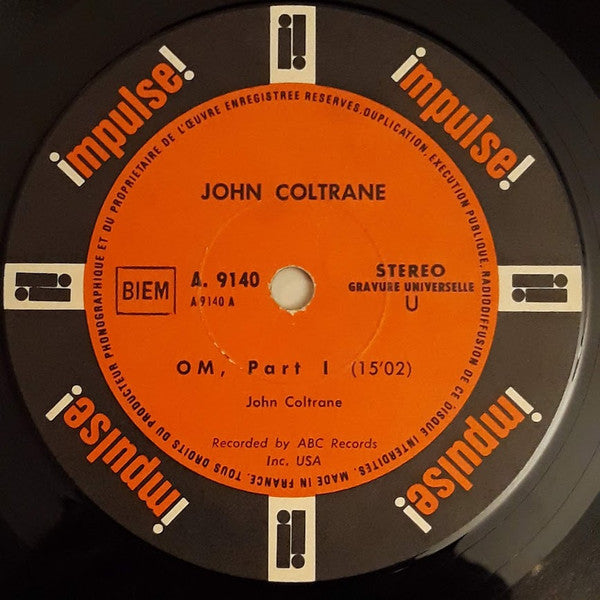 impulse!
impulse!
TOUS DROITS DU PRODUCTEUR PHONOGRAPHIQUE ET DU PROPRIETAIRE DE L'ŒUVRE ENREGISTREE RESERVES. DUPLICATION, EXECUTION PUBLIQUE, RADIODIFFUSION DE CE DISQUE INTERDITES. MADE IN FRANCE.
JOHN COLTRANE
BIEM
A. 9140
A 9140 A
STEREO
GRAVURE UNIVERSELLE
U
OM, Part I (15'02)
John Coltrane
Recorded by ABC Records
Inc. USA
impulse!
impulse!